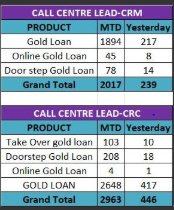 CALL CENTRE LEAD-CRM
PRODUCT MTD Yesterday
Gold Loan 1894 217
Online Gold Loan 45 8
Door step Gold Loan 78 14
Grand Total 2017 239
CALL CENTRE LEAD-CRC
PRODUCT MTD Yesterday
Take Over gold loan 103 10
Doorstep Gold Loan 208 18
Online Gold Loan 4 1
GOLD LOAN 2648 417
Grand Total 2963 446